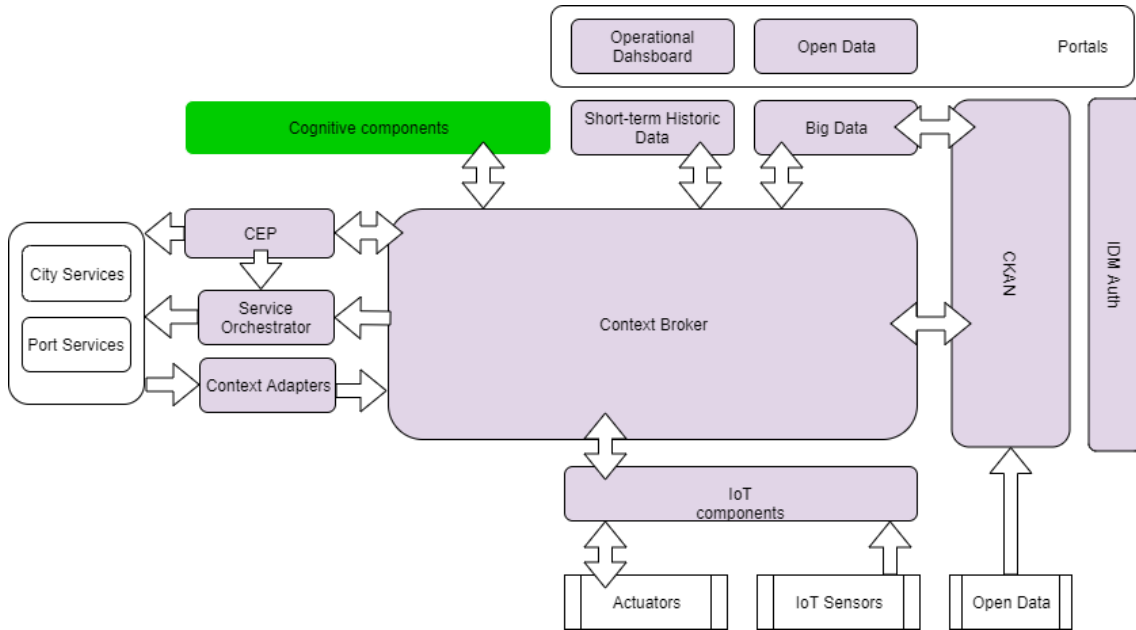 Operational
Dahsboard
Open Data
Portals
Cognitive components
Short-term Historic
Data
Big Data
CEP
City Services
Service
Orchestrator
Port Services
Context Broker
CKAN
IDM Auth
Context Adapters
IoT
components
Actuators
IoT Sensors
Open Data